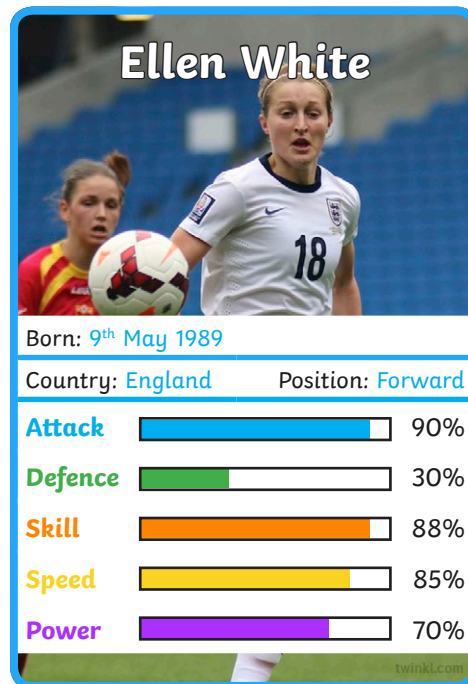 Ellen White
18
Born: 9th May 1989
Country: England Position: Forward
Attack 90%
Defence 30%
Skill 88%
Speed 85%
Power 70%
twinkl.com